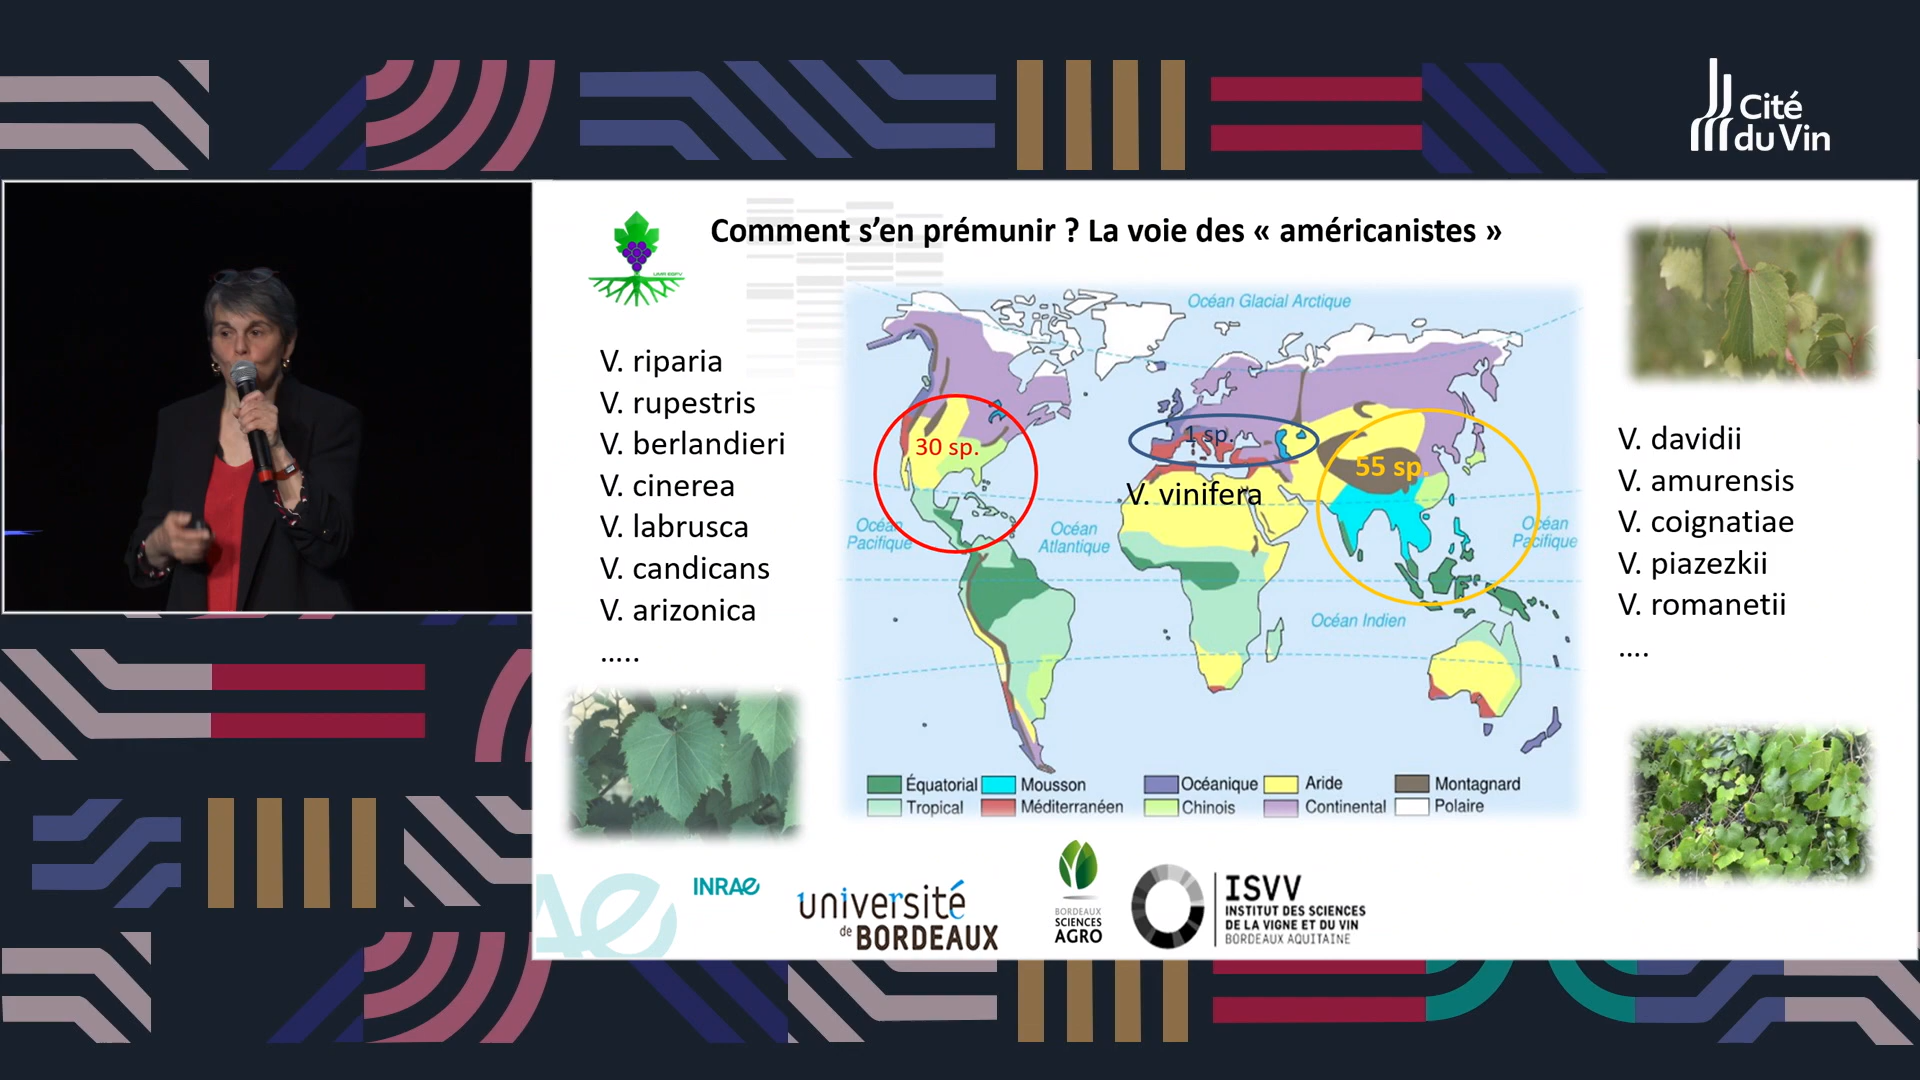 Cité
du Vin
Comment s’en prémunir ? La voie des « américanistes »
UMR EGFV
V. riparia
V. rupestris
V. berlandieri
V. cinerea
V. labrusca
V. candicans
V. arizonica
.....
Océan Glacial Arctique
30 sp.
1 sp.
55 sp.
V. vinifera
Océan
Pacifique
Océan
Atlantique
Océan
Pacifique
Océan Indien
V. davidii
V. amurensis
V. coignatiae
V. piazezkii
V. romanetii
....
Équatorial
Mousson
Océanique
Aride
Montagnard
Tropical
Méditerranéen
Chinois
Continental
Polaire
INRAE
université
de BORDEAUX
BORDEAUX
SCIENCES
AGRO
ISVV
INSTITUT DES SCIENCES
DE LA VIGNE ET DU VIN
BORDEAUX AQUITAINE